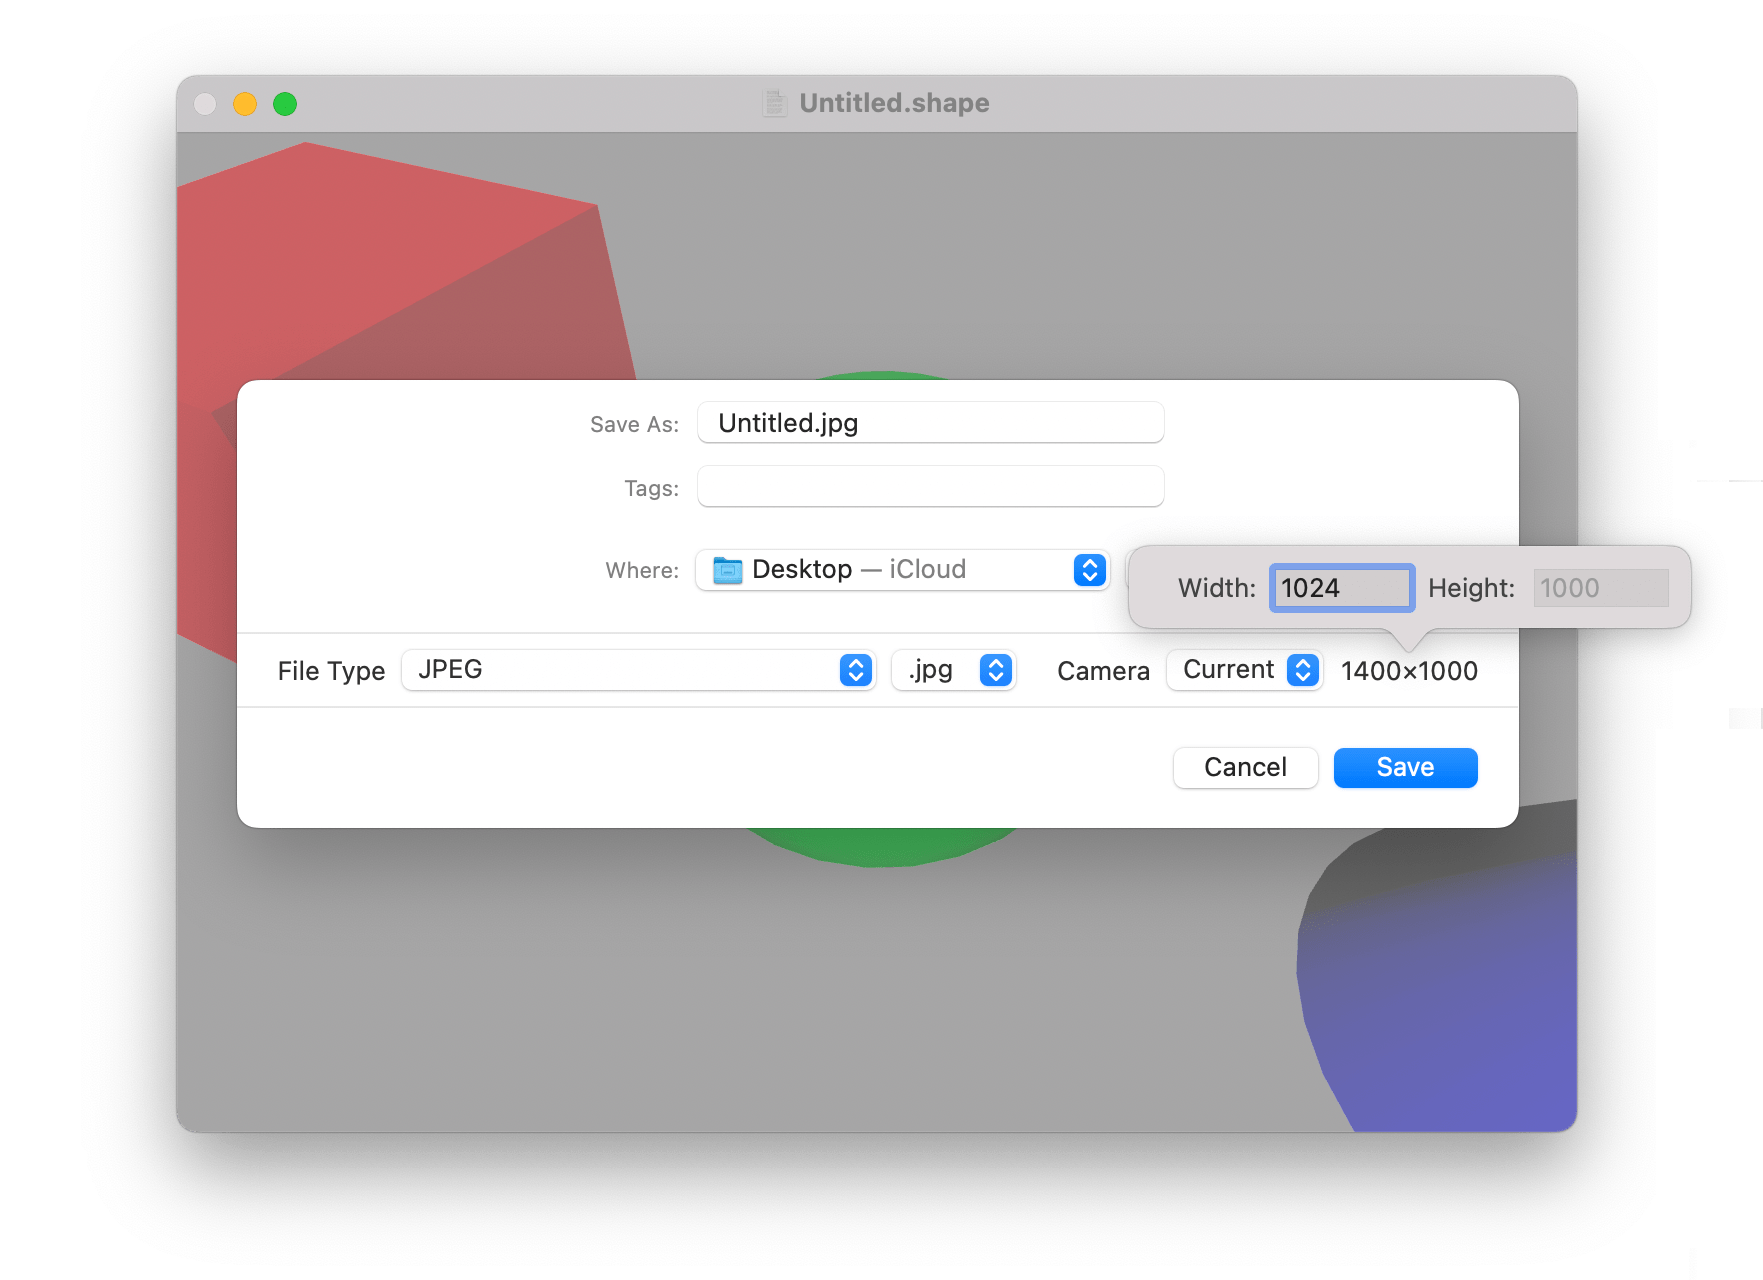 Untitled.shape
Save As: Untitled.jpg
Tags:
Where: Desktop — iCloud
Width: 1024 Height: 1000
File Type JPEG .jpg Camera Current 1400×1000
Cancel Save